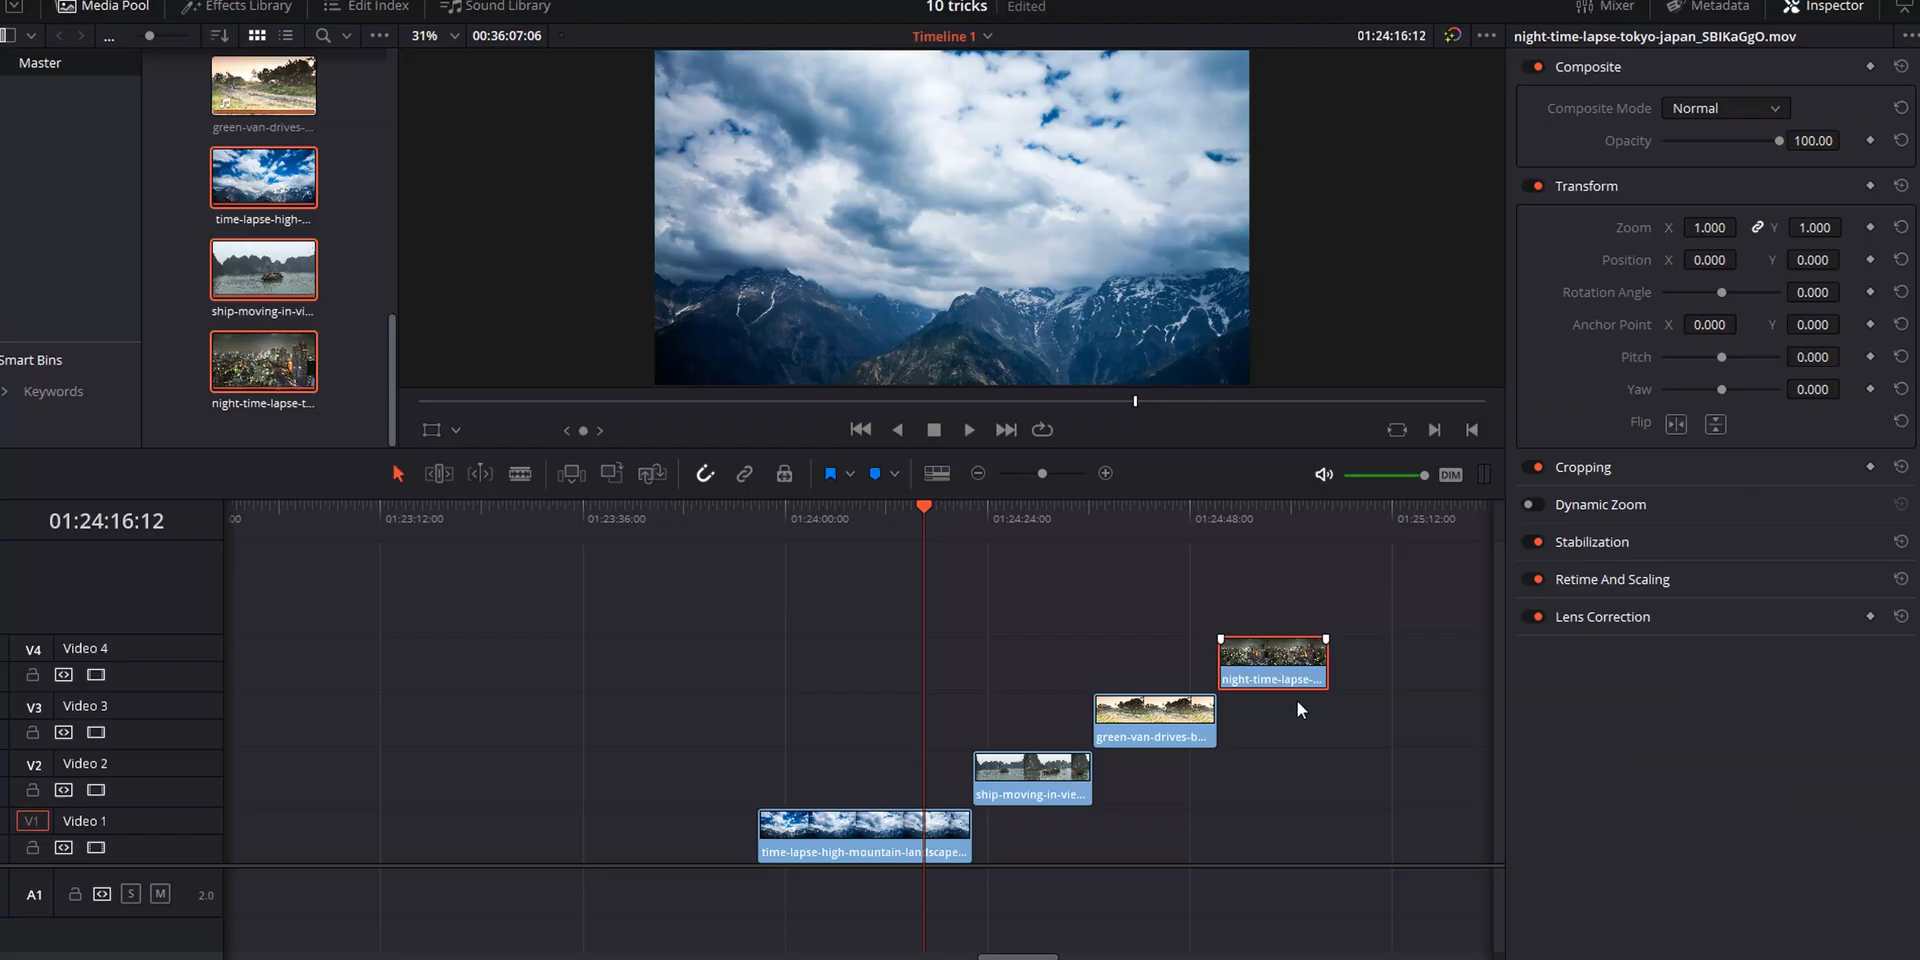 Media Pool
Effects Library
Edit Index
Sound Library
10 tricks
Edited
Mixer
Metadata
Inspector
...
31%
00:36:07:06
Timeline 1
01:24:16:12
night-time-lapse-tokyo-japan_SBIKaGgO.mov
Master
green-van-drives-...
time-lapse-high-...
ship-moving-in-vi...
night-time-lapse-t...
Smart Bins
Keywords
Composite
Composite Mode Normal
Opacity 100.00
Transform
Zoom X 1.000 Y 1.000
Position X 0.000 Y 0.000
Rotation Angle 0.000
Anchor Point X 0.000 Y 0.000
Pitch 0.000
Yaw 0.000
Flip
Cropping
Dynamic Zoom
Stabilization
Retime And Scaling
Lens Correction
DIM
01:24:16:12
00 01:23:12:00 01:23:36:00 01:24:00:00 01:24:24:00 01:24:48:00 01:25:12:00
V4 Video 4
night-time-lapse-...
V3 Video 3
green-van-drives-b...
V2 Video 2
ship-moving-in-vie...
V1 Video 1
time-lapse-high-mountain-landscape...
A1 S M 2.0